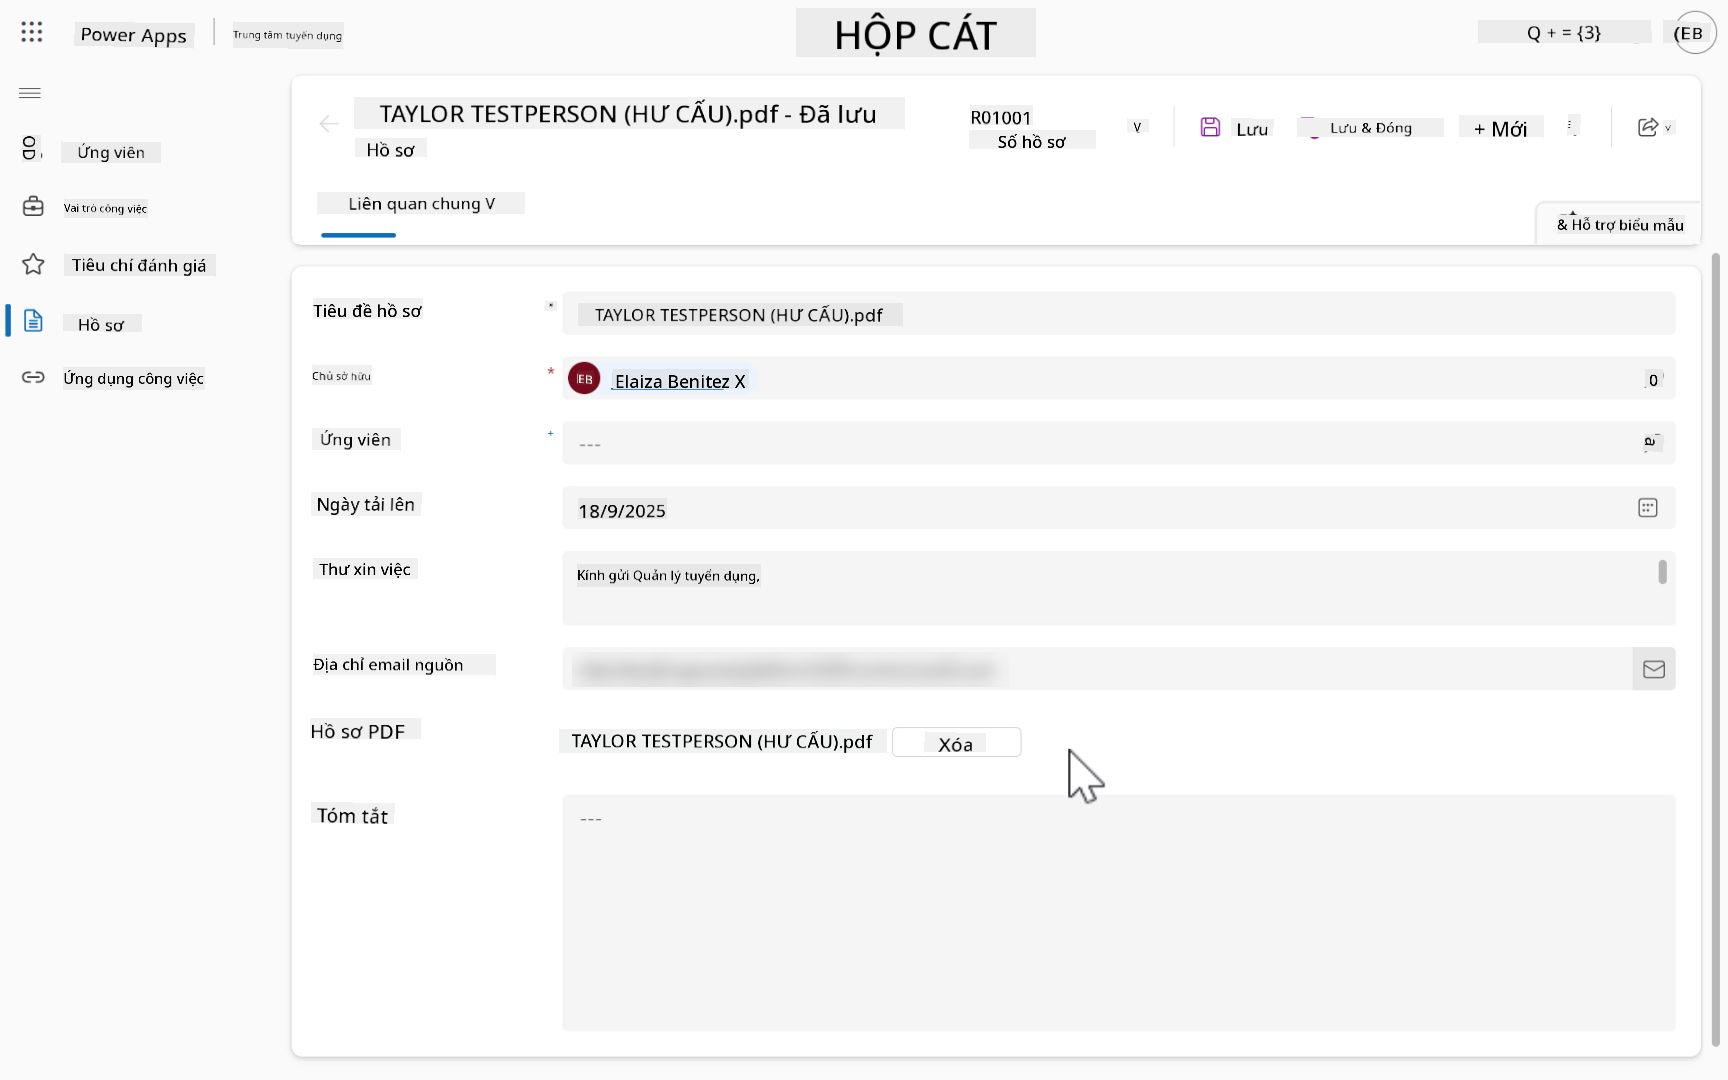 Power Apps
Trung tâm tuyển dụng
HỘP CÁT
Q + = {3}
(EB
TAYLOR TESTPERSON (HƯ CẤU).pdf - Đã lưu
Hồ sơ
R01001
Số hồ sơ
V
Lưu
Lưu & Đóng
+ Mới
Liên quan chung V
& Hỗ trợ biểu mẫu
Ứng viên
Vai trò công việc
Tiêu chí đánh giá
Hồ sơ
Ứng dụng công việc
Tiêu đề hồ sơ
*
TAYLOR TESTPERSON (HƯ CẤU).pdf
Chủ sở hữu
*
EB
Elaiza Benitez X
0
Ứng viên
+
---
Ngày tải lên
18/9/2025
Thư xin việc
Kính gửi Quản lý tuyển dụng,
Địa chỉ email nguồn
Hồ sơ PDF
TAYLOR TESTPERSON (HƯ CẤU).pdf
Xóa
Tóm tắt
---